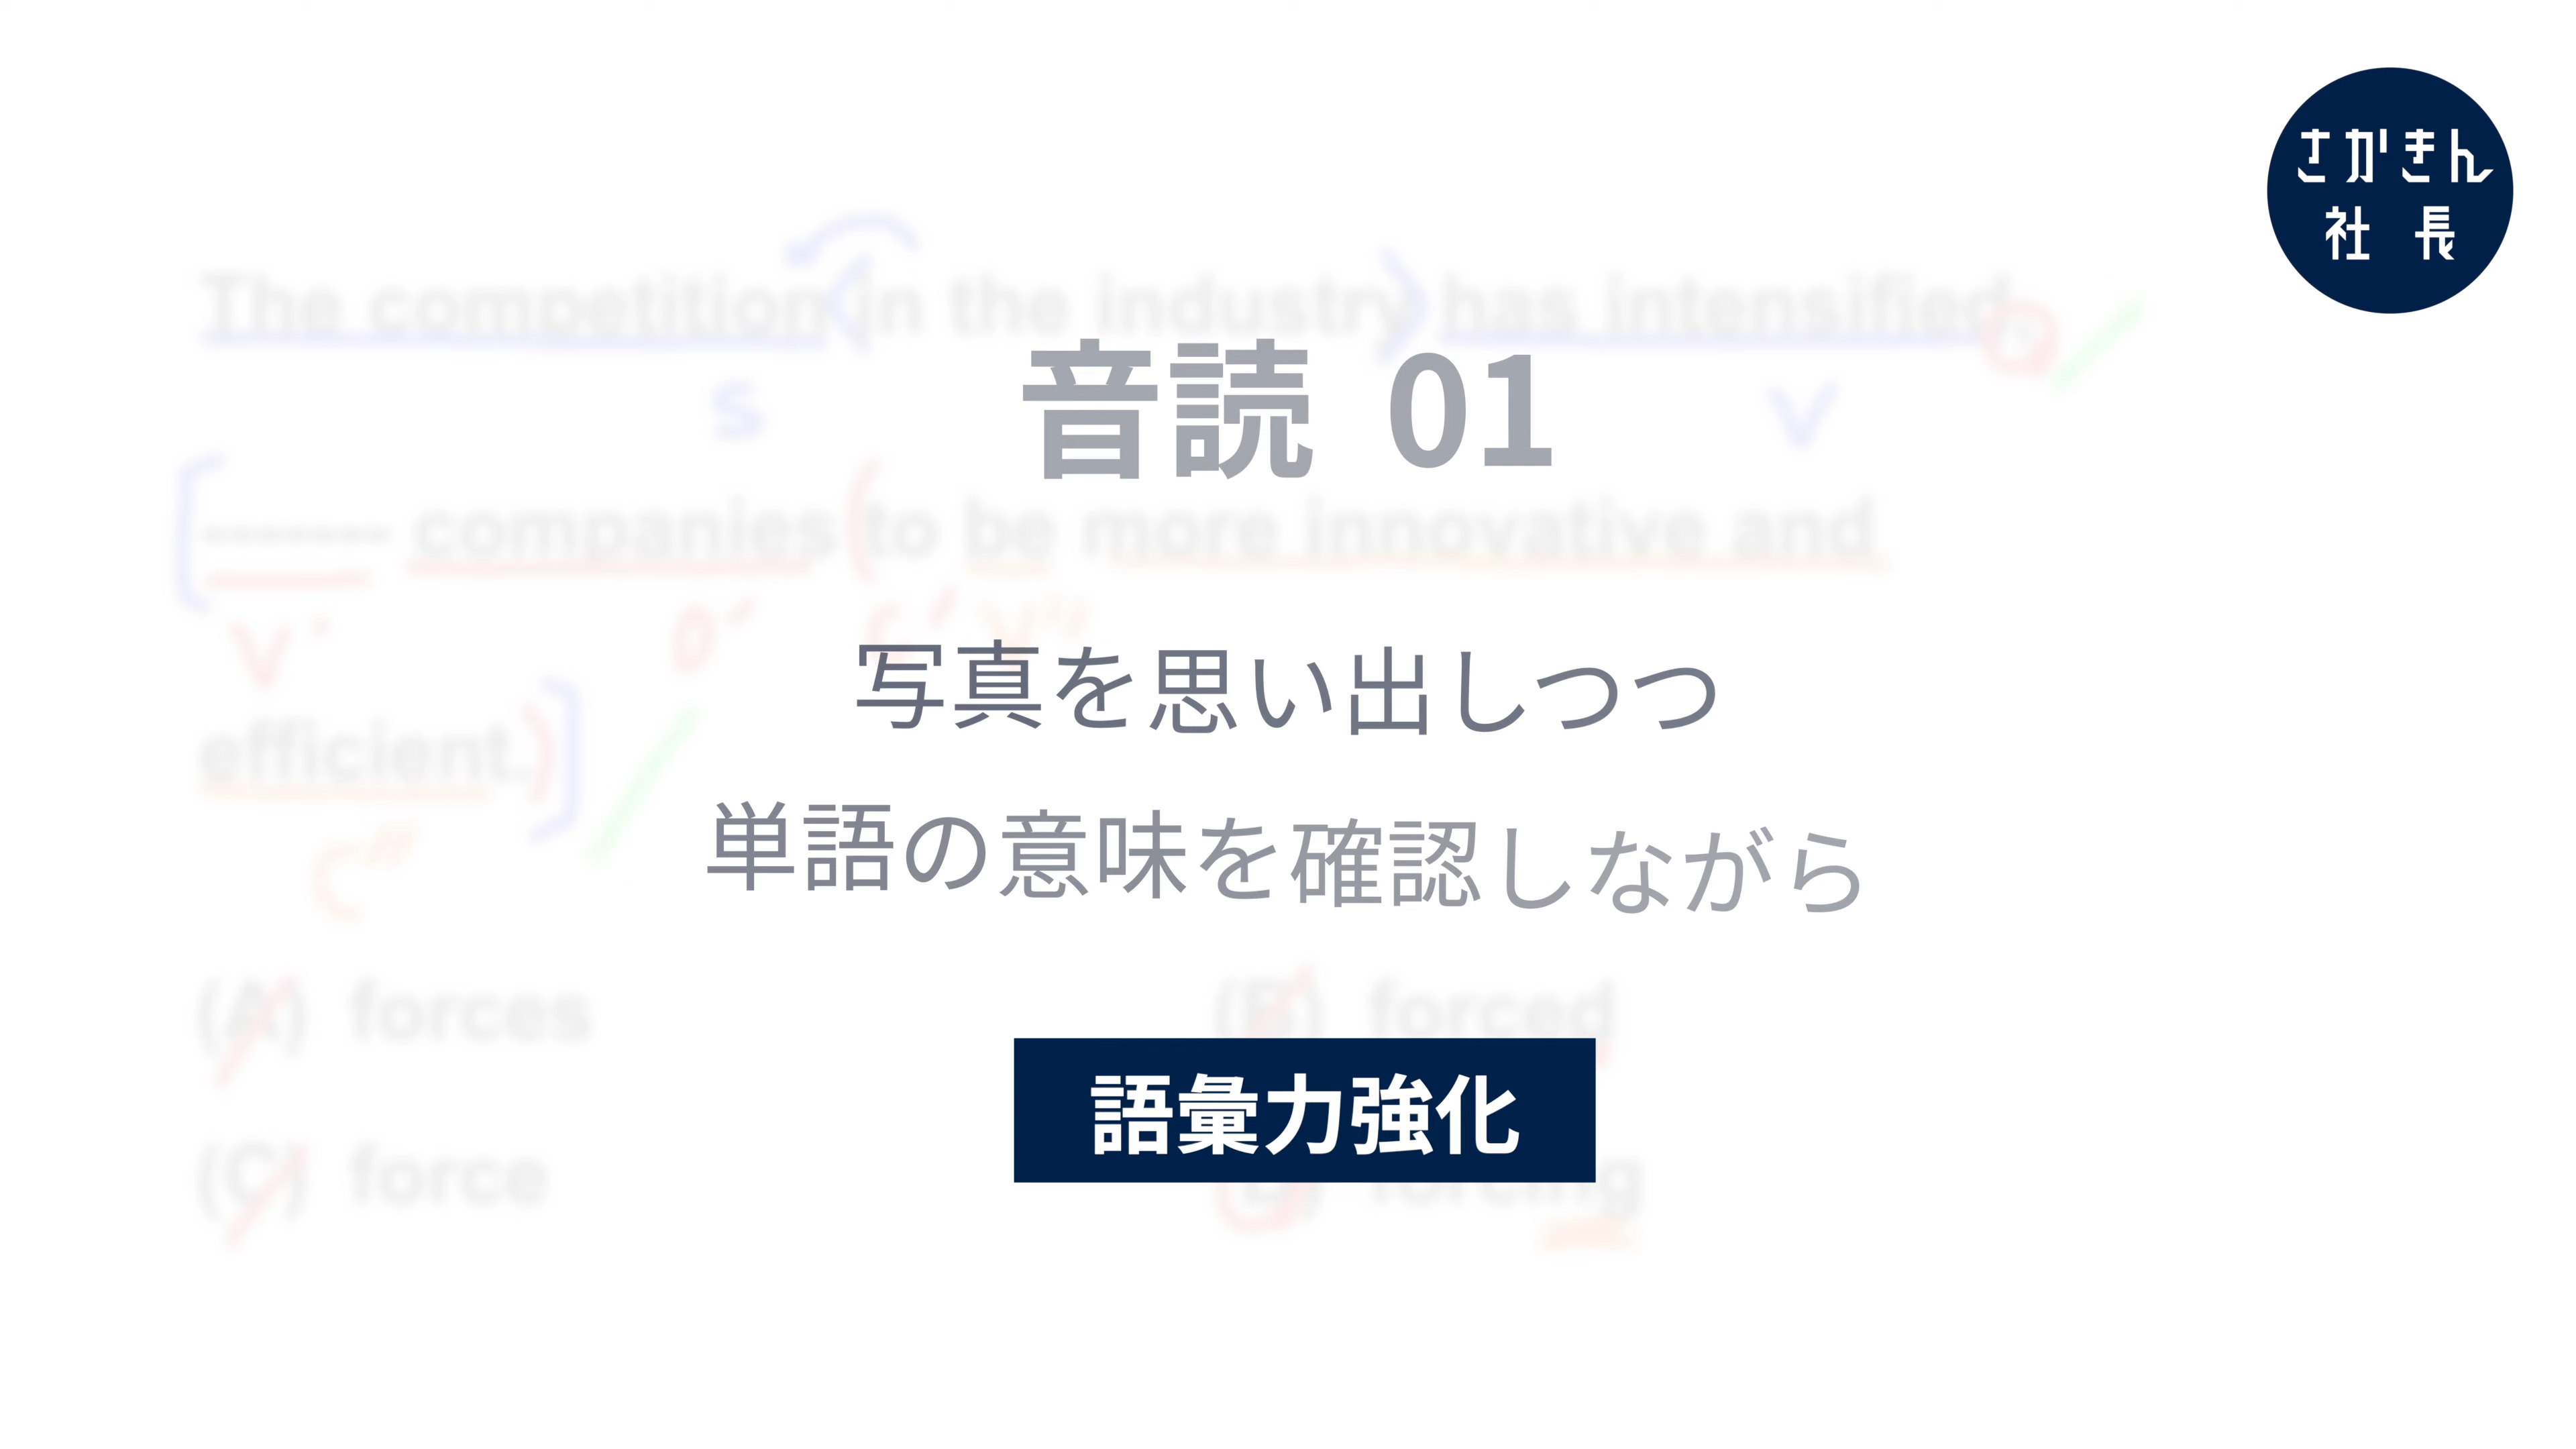 さかきん
社長
The competition in the industry has intensified,
S
V
音読 01
------- companies to be more innovative and
V' O' C' V"
写真を思い出しつつ
efficient.
単語の意味を確認しながら
C"
(A) forces
(B) forced
語彙力強化
(C) force
(D) forcing